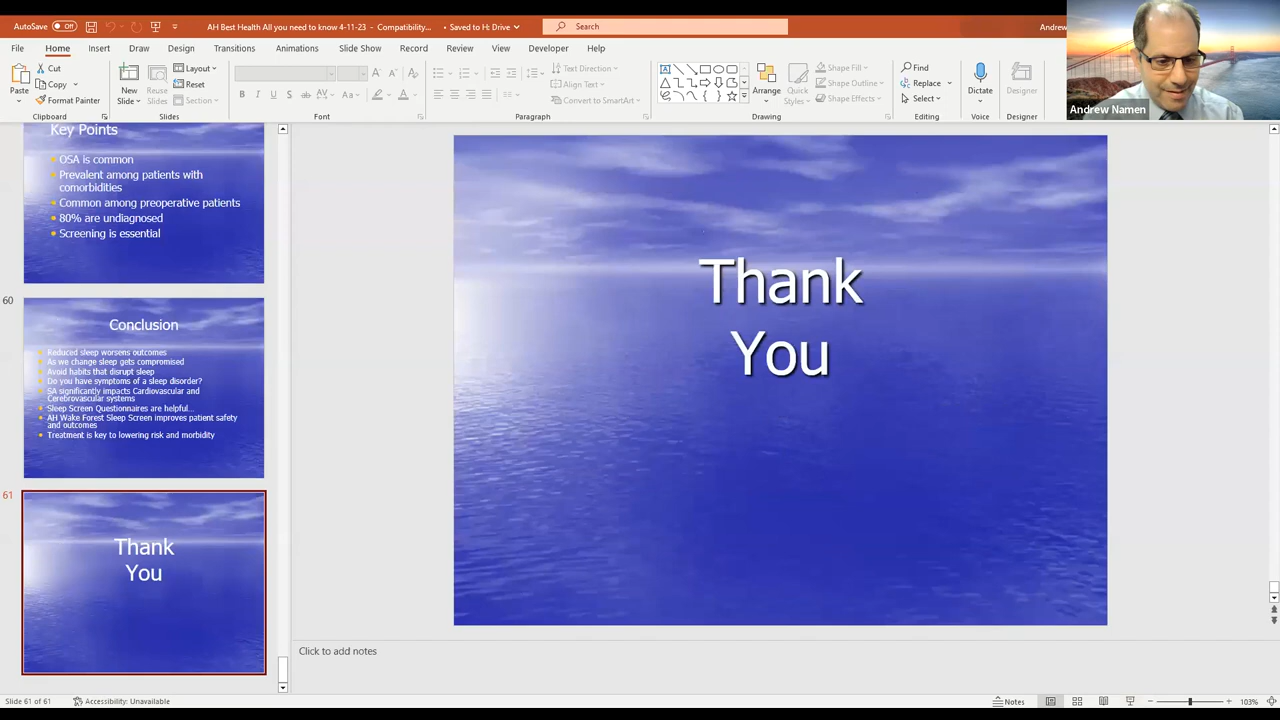 AutoSave Off
AH Best Health All you need to know 4-11-23 - Compatibility... - Saved to H: Drive
Search
Andrew
File Home Insert Draw Design Transitions Animations Slide Show Record Review View Developer Help
Paste
Cut
Copy
Format Painter
Clipboard
New Slide
Reuse Slides
Layout
Reset
Section
Slides
Font
Text Direction
Align Text
Convert to SmartArt
Paragraph
Arrange
Quick Styles
Shape Fill
Shape Outline
Shape Effects
Drawing
Find
Replace
Select
Editing
Dictate
Voice
Designer
Designer
Andrew Namen
Key Points
OSA is common
Prevalent among patients with
comorbidities
Common among preoperative patients
80% are undiagnosed
Screening is essential
60
Conclusion
Reduced sleep worsens outcomes
As we change sleep gets compromised
Avoid habits that disrupt sleep
Do you have symptoms of a sleep disorder?
SA significantly impacts Cardiovascular and
Cerebrovascular systems
Sleep Screen Questionnaires are helpful...
AH Wake Forest Sleep Screen improves patient safety
and outcomes
Treatment is key to lowering risk and morbidity
61
Thank
You
Thank
You
Click to add notes
Slide 61 of 61
Accessibility: Unavailable
Notes
103%